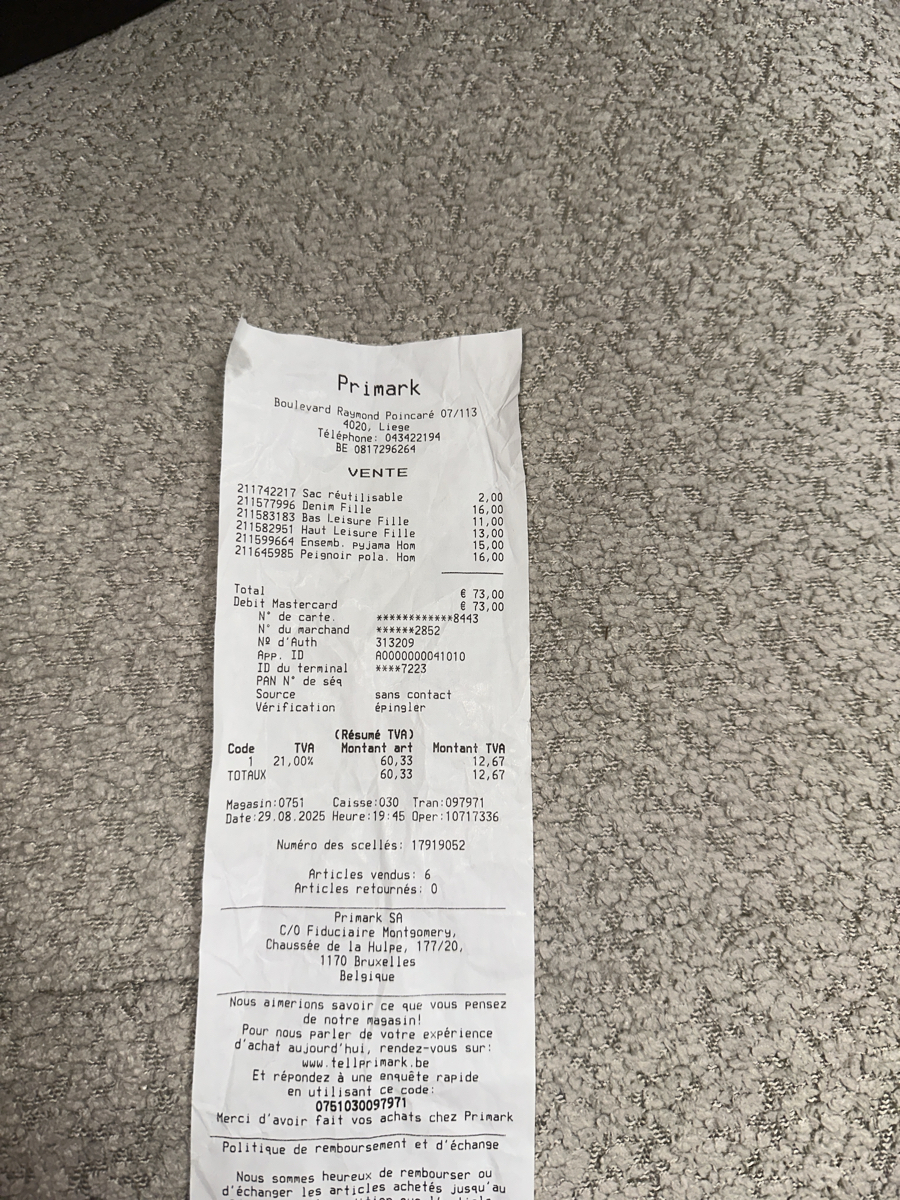 Primark
Boulevard Raymond Poincaré 07/113
4020, Liege
Téléphone: 043422194
BE 0817296264
VENTE
211742217 Sac réutilisable 2,00
211577996 Denim Fille 16,00
211583183 Bas Leisure Fille 11,00
211582951 Haut Leisure Fille 13,00
211599664 Ensemb. pyjama Hom 15,00
211645985 Peignoir pola. Hom 16,00
Total € 73,00
Debit Mastercard € 73,00
N° de carte. ************8443
N° du marchand ******2852
Nº d'Auth 313209
App. ID A0000000041010
ID du terminal ****7223
PAN N° de séq
Source sans contact
Vérification épingler
(Résumé TVA)
Code TVA Montant art Montant TVA
1 21,00% 60,33 12,67
TOTAUX 60,33 12,67
Magasin:0751 Caisse:030 Tran:097971
Date:29.08.2025 Heure:19:45 Oper:10717336
Numéro des scellés: 17919052
Articles vendus: 6
Articles retournés: 0
Primark SA
C/O Fiduciaire Montgomery,
Chaussée de la Hulpe, 177/20,
1170 Bruxelles
Belgique
Nous aimerions savoir ce que vous pensez
de notre magasin!
Pour nous parler de votre expérience
d'achat aujourd'hui, rendez-vous sur:
www.tellprimark.be
Et répondez à une enquête rapide
en utilisant ce code:
0751030097971
Merci d'avoir fait vos achats chez Primark
Politique de remboursement et d'échange
Nous sommes heureux de rembourser ou
d'échanger les articles achetés jusqu'au